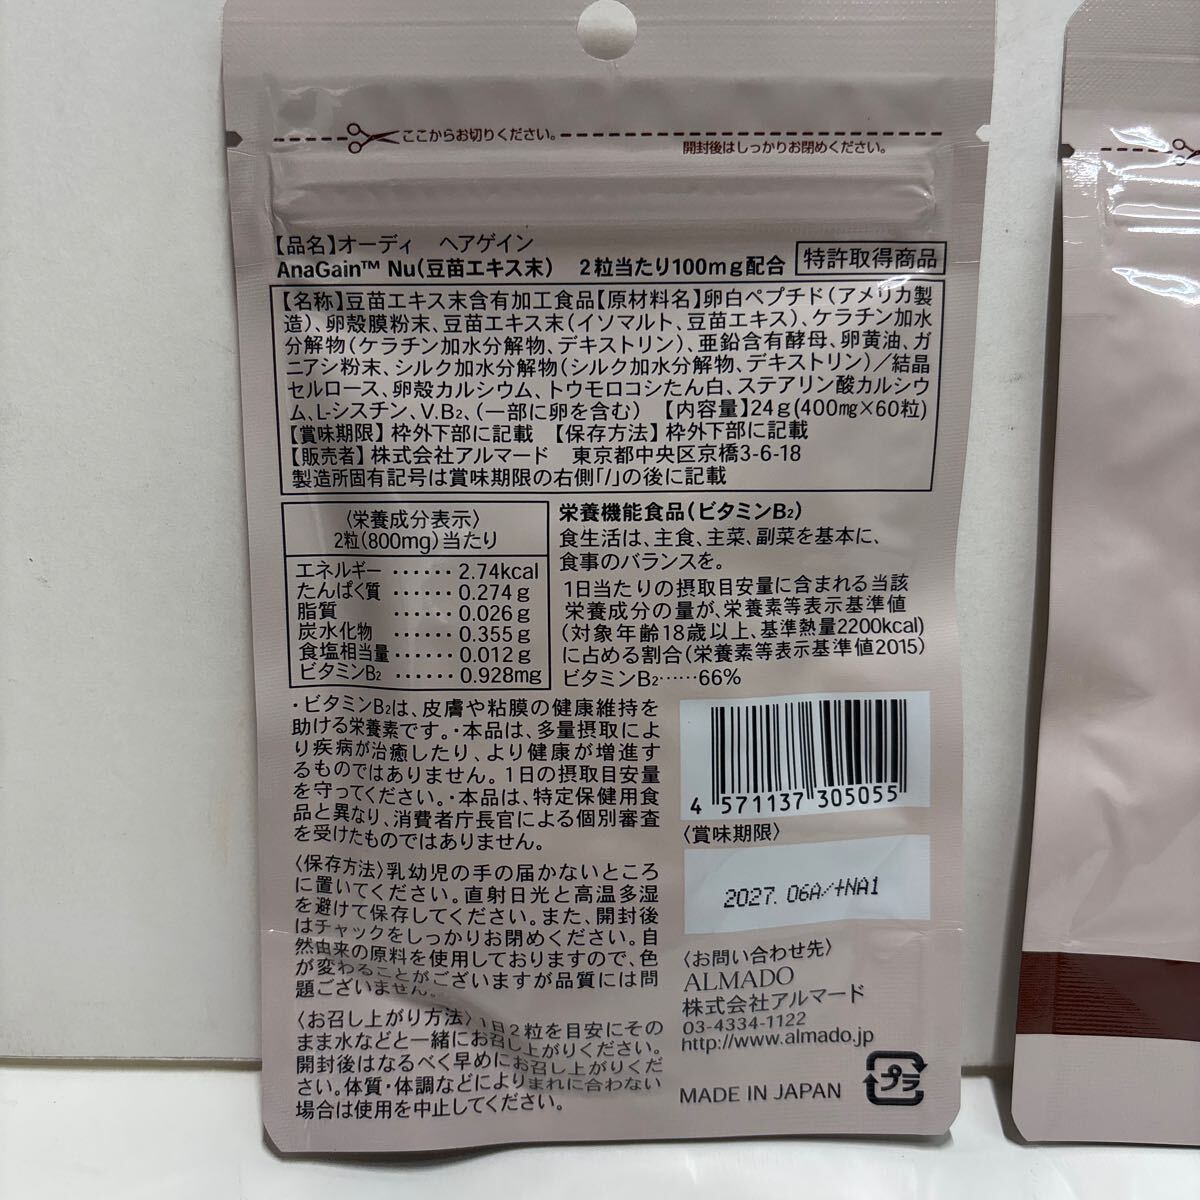 ここからお切りください。
開封後はしっかりお閉めください。
【品名】オーディ　ヘアゲイン
AnaGain™ Nu(豆苗エキス末)　2粒当たり100mg配合
特許取得商品
【名称】豆苗エキス末含有加工食品【原材料名】卵白ペプチド(アメリカ製
造)、卵殻膜粉末、豆苗エキス末(イソマルト、豆苗エキス)、ケラチン加水
分解物(ケラチン加水分解物、デキストリン)、亜鉛含有酵母、卵黄油、ガ
ニアシ粉末、シルク加水分解物(シルク加水分解物、デキストリン)/結晶
セルロース、卵殻カルシウム、トウモロコシたん白、ステアリン酸カルシウ
ム、L-シスチン、V.B₂、(一部に卵を含む)　【内容量】24g(400mg×60粒)
【賞味期限】枠外下部に記載　【保存方法】枠外下部に記載
【販売者】株式会社アルマード　東京都中央区京橋3-6-18
製造所固有記号は賞味期限の右側「/」の後に記載
〈栄養成分表示〉
2粒(800mg)当たり
エネルギー……2.74kcal
たんぱく質……0.274g
脂質……0.026g
炭水化物……0.355g
食塩相当量……0.012g
ビタミンB₂……0.928mg
栄養機能食品(ビタミンB₂)
食生活は、主食、主菜、副菜を基本に、
食事のバランスを。
1日当たりの摂取目安量に含まれる当該
栄養成分の量が、栄養素等表示基準値
(対象年齢18歳以上、基準熱量2200kcal)
に占める割合(栄養素等表示基準値2015)
ビタミンB₂……66%
・ビタミンB₂は、皮膚や粘膜の健康維持を
助ける栄養素です。・本品は、多量摂取によ
り疾病が治癒したり、より健康が増進す
るものではありません。1日の摂取目安量
を守ってください。・本品は、特定保健用食
品と異なり、消費者庁長官による個別審査
を受けたものではありません。
〈保存方法〉乳幼児の手の届かないところ
に置いてください。直射日光と高温多湿
を避けて保存してください。また、開封後
はチャックをしっかりお閉めください。自
然由来の原料を使用しておりますので、色
が変わることがございますが品質には問
題ございません。
〈お召し上がり方法〉1日2粒を目安にその
まま水などと一緒にお召し上がりください。
開封後はなるべく早めにお召し上がりくだ
さい。体質・体調などによりまれに合わない
場合は使用を中止してください。
4 571137 305055
〈賞味期限〉
2027. 06A/+NA1
〈お問い合わせ先〉
ALMADO
株式会社アルマード
03-4334-1122
http://www.almado.jp
MADE IN JAPAN
プラ